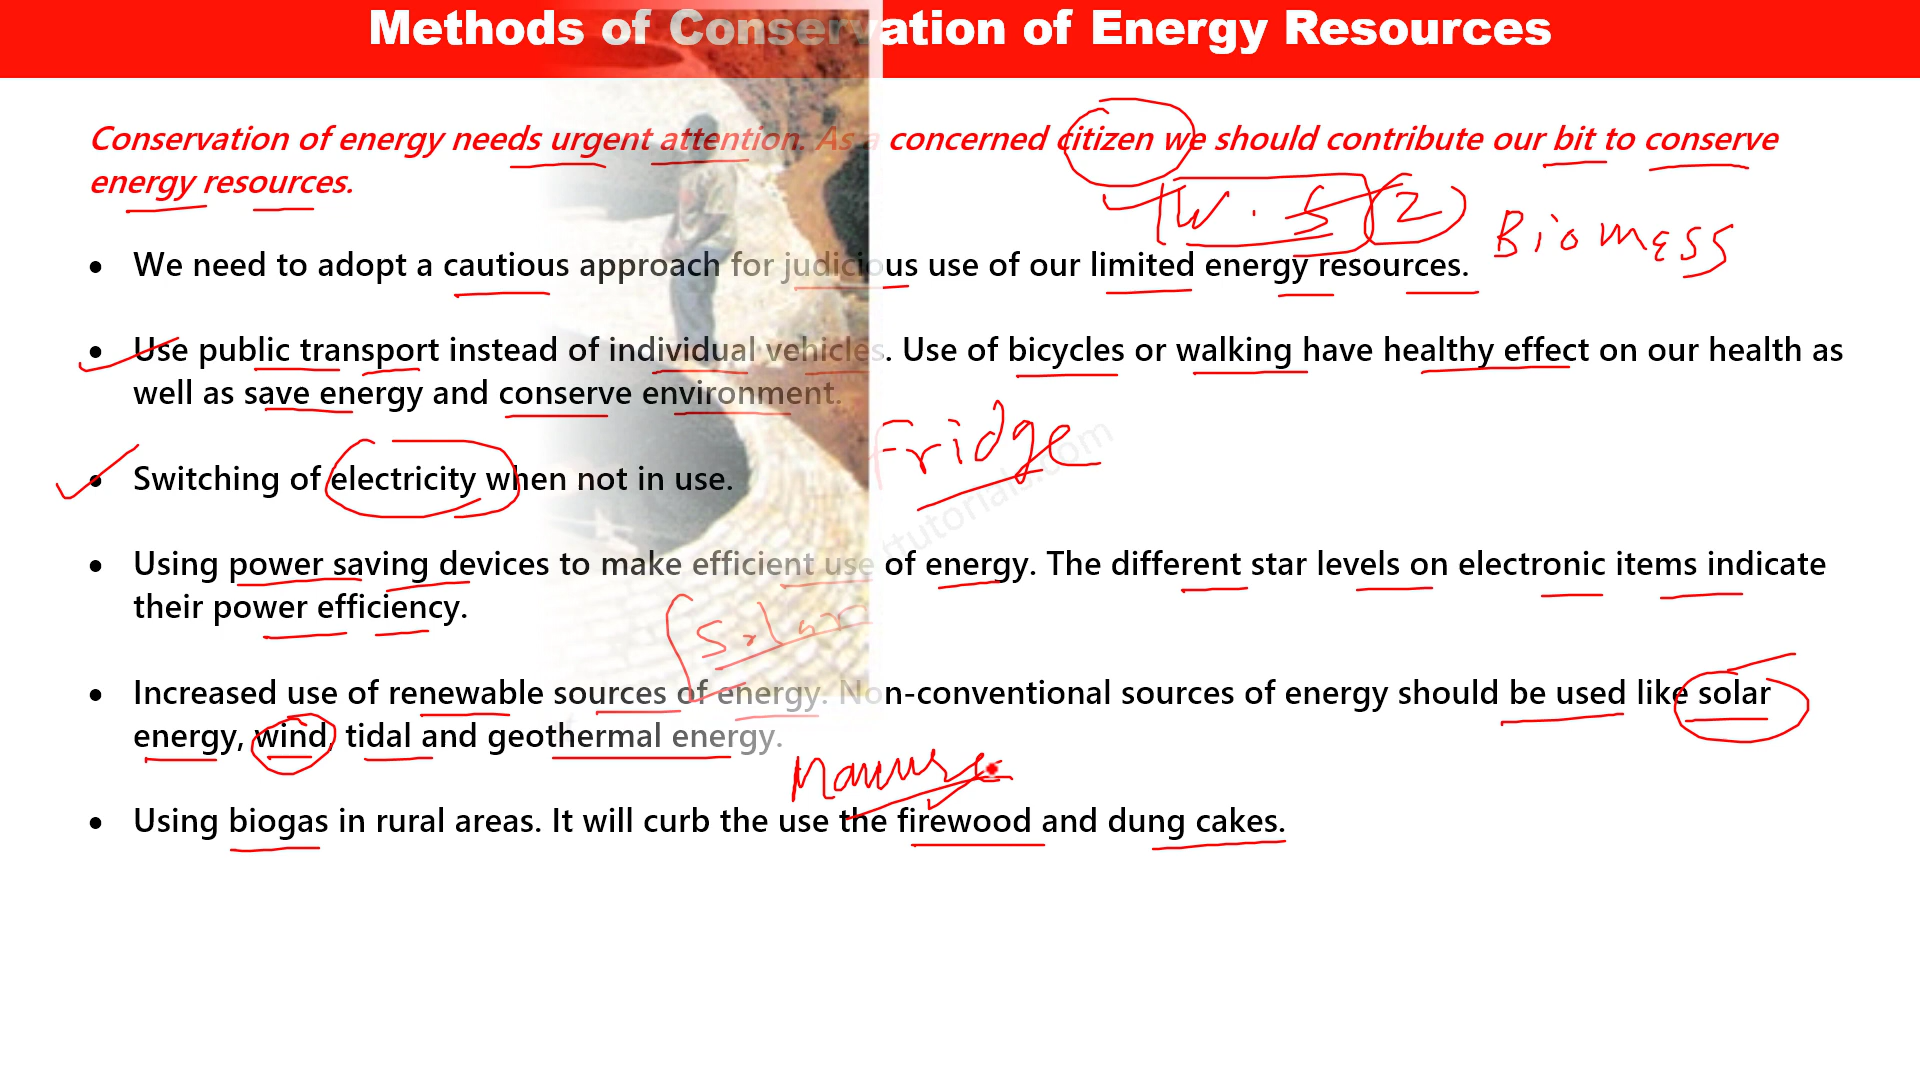 Methods of Conservation of Energy Resources
Conservation of energy needs urgent attention. As a concerned citizen we should contribute our bit to conserve
energy resources.
Biomess
• We need to adopt a cautious approach for judicious use of our limited energy resources.
• Use public transport instead of individual vehicles. Use of bicycles or walking have healthy effect on our health as
well as save energy and conserve environment.
Fridge
• Switching of electricity when not in use.
• Using power saving devices to make efficient use of energy. The different star levels on electronic items indicate
their power efficiency.
• Increased use of renewable sources of energy. Non-conventional sources of energy should be used like solar
energy, wind, tidal and geothermal energy.
• Using biogas in rural areas. It will curb the use the firewood and dung cakes.